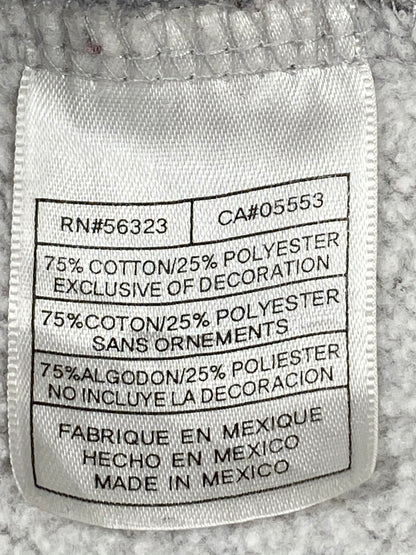 RN#56323 CA#05553
75% COTTON/25% POLYESTER
EXCLUSIVE OF DECORATION
75%COTON/25% POLYESTER
SANS ORNEMENTS
75%ALGODON/25% POLIESTER
NO INCLUYE LA DECORACION
FABRIQUE EN MEXIQUE
HECHO EN MEXICO
MADE IN MEXICO